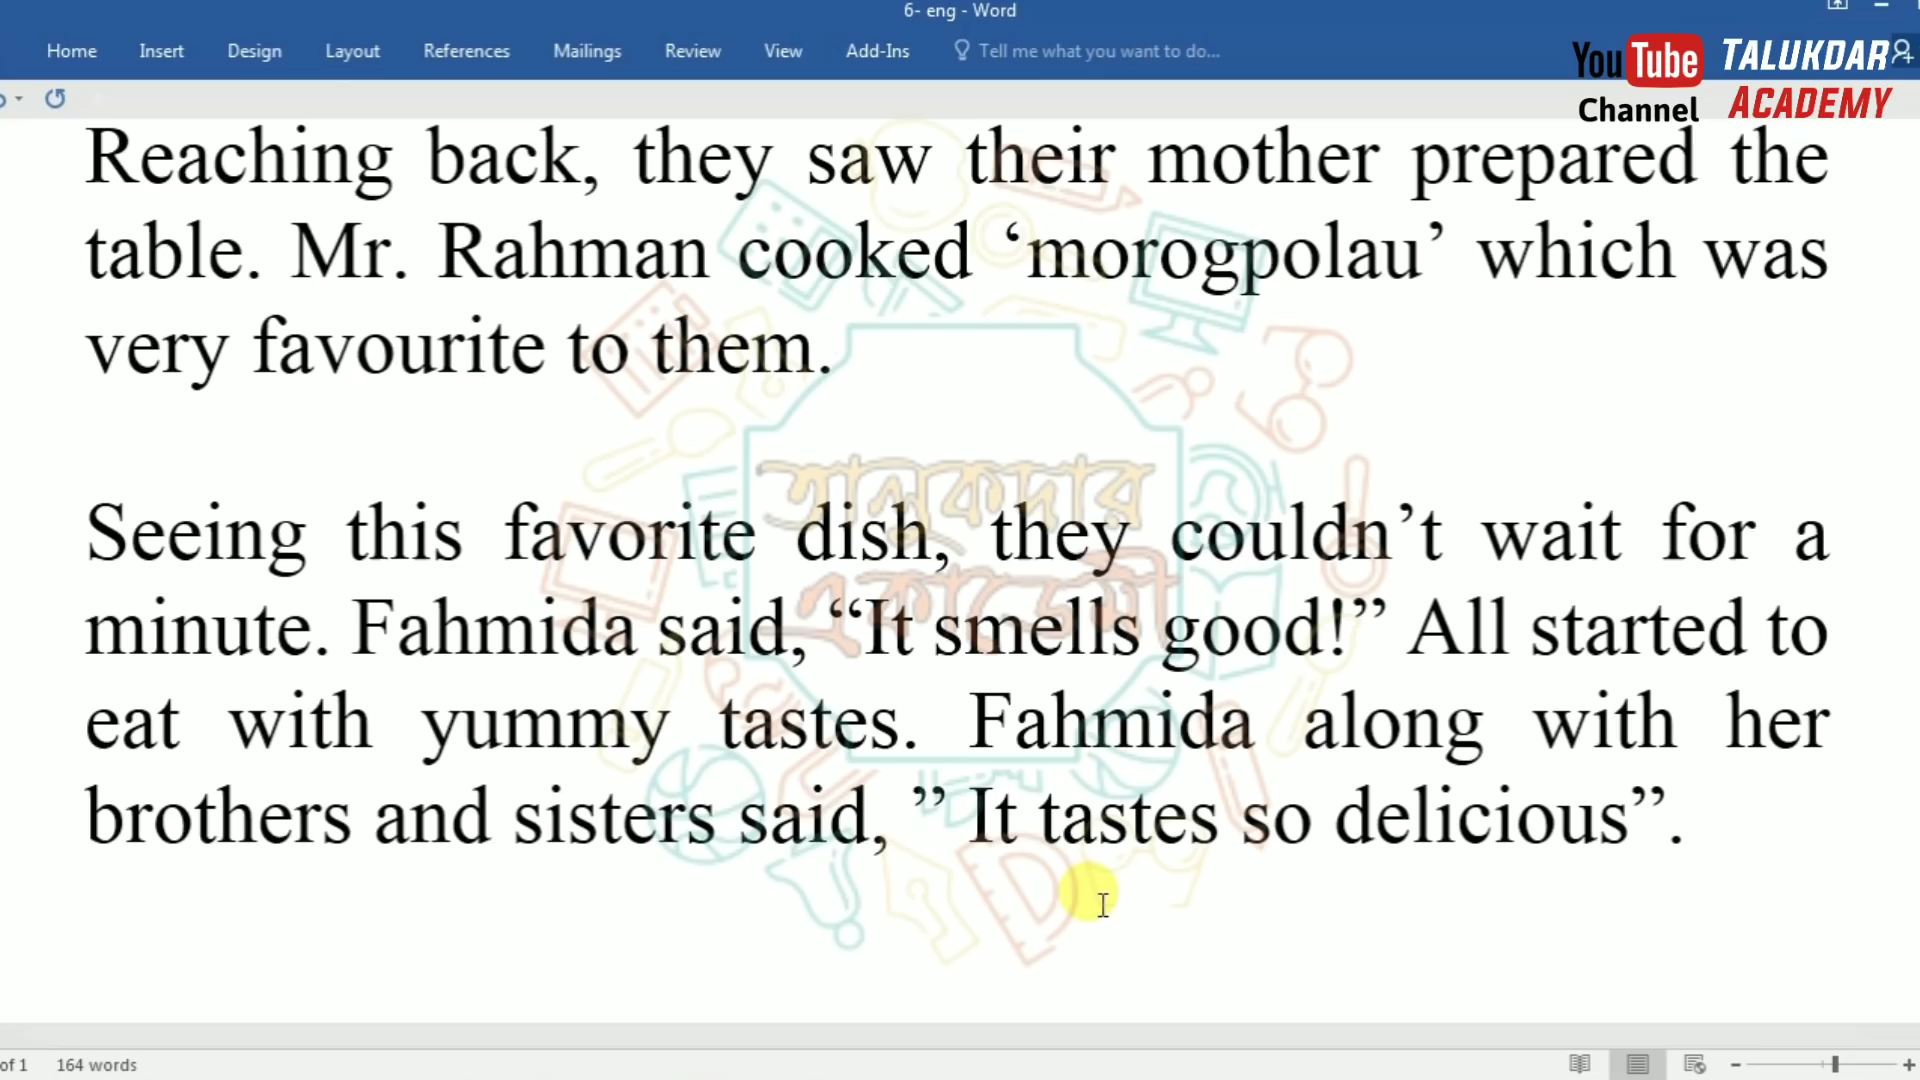 6- eng - Word
Home Insert Design Layout References Mailings Review View Add-Ins Tell me what you want to do...
YouTube TALUKDAR
Channel ACADEMY
Reaching back, they saw their mother prepared the
table. Mr. Rahman cooked ‘morogpolau’ which was
very favourite to them.
Seeing this favorite dish, they couldn’t wait for a
minute. Fahmida said, “It smells good!” All started to
eat with yummy tastes. Fahmida along with her
brothers and sisters said, ” It tastes so delicious”.
তালুকদার
একাডেমী
of 1 164 words